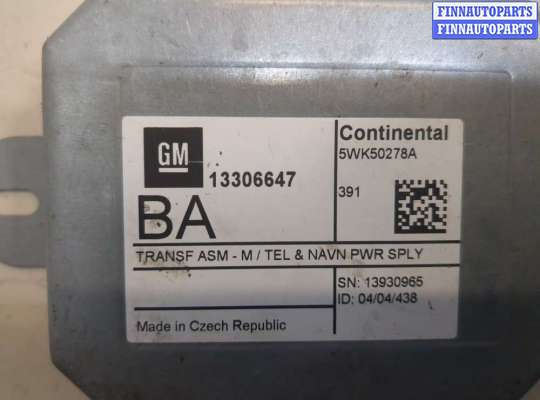 FINNAUTOPARTS
FINNAUTOPARTS
GM
13306647
BA
Continental
5WK50278A
391
TRANSF ASM - M / TEL & NAVN PWR SPLY
SN: 13930965
ID; 04/04/438
Made in Czech Republic